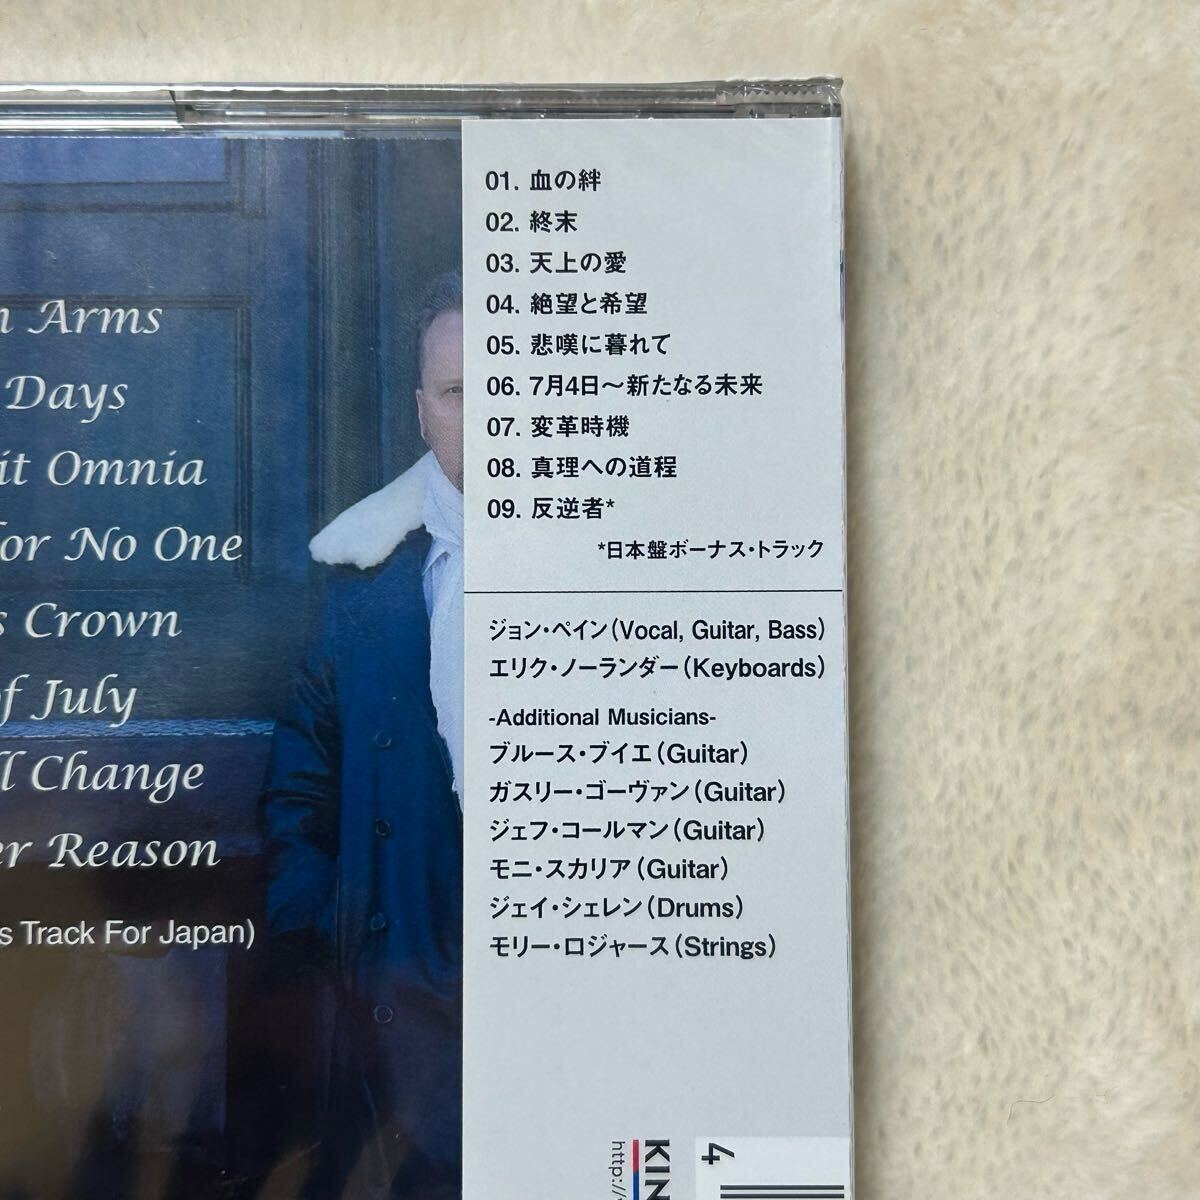 n Arms
Days
it Omnia
or No One
s Crown
of July
ll Change
er Reason
s Track For Japan)
01. 血の絆
02. 終末
03. 天上の愛
04. 絶望と希望
05. 悲嘆に暮れて
06. 7月4日〜新たなる未来
07. 変革時機
08. 真理への道程
09. 反逆者*
*日本盤ボーナス・トラック
ジョン・ペイン(Vocal, Guitar, Bass)
エリク・ノーランダー(Keyboards)
-Additional Musicians-
ブルース・ブイエ(Guitar)
ガスリー・ゴーヴァン(Guitar)
ジェフ・コールマン(Guitar)
モニ・スカリア(Guitar)
ジェイ・シェレン(Drums)
モリー・ロジャース(Strings)
KIN
http://
4